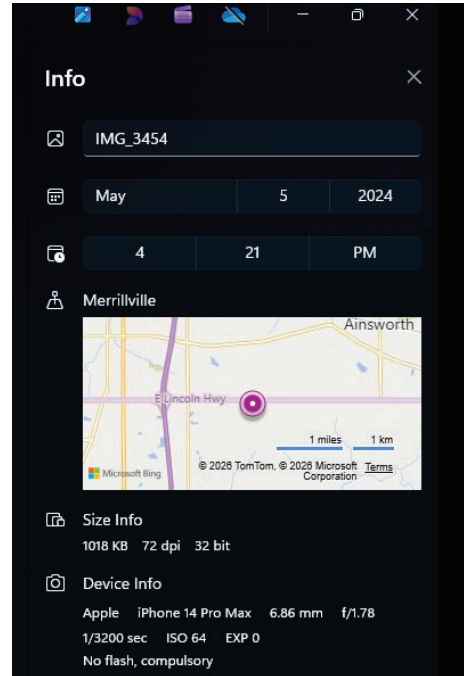 Info
IMG_3454
May 5 2024
4 21 PM
Merrillville
Ainsworth
E Lincoln Hwy
1 miles 1 km
Microsoft Bing
© 2026 TomTom, © 2026 Microsoft Corporation Terms
Size Info
1018 KB 72 dpi 32 bit
Device Info
Apple iPhone 14 Pro Max 6.86 mm f/1.78
1/3200 sec ISO 64 EXP 0
No flash, compulsory